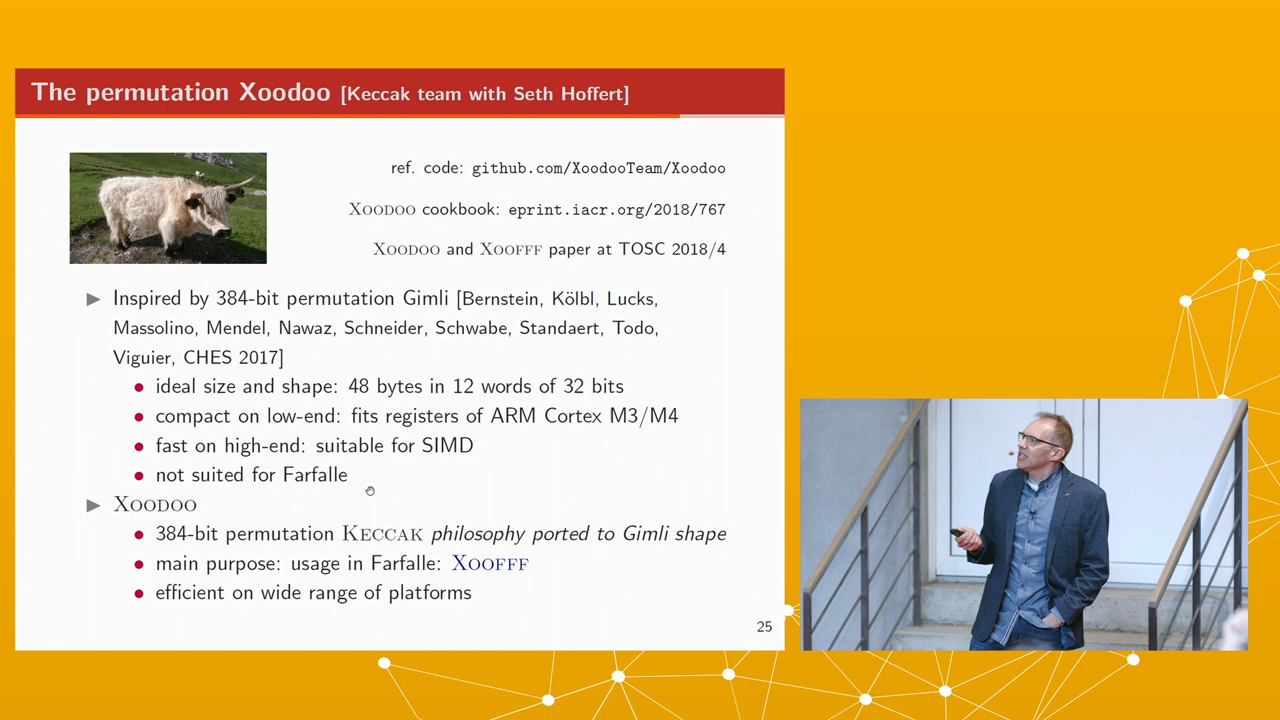 The permutation Xoodoo [Keccak team with Seth Hoffert]
ref. code: github.com/XoodooTeam/Xoodoo
Xoodoo cookbook: eprint.iacr.org/2018/767
Xoodoo and Xoofff paper at TOSC 2018/4
▶ Inspired by 384-bit permutation Gimli [Bernstein, Kölbl, Lucks,
Massolino, Mendel, Nawaz, Schneider, Schwabe, Standaert, Todo,
Viguier, CHES 2017]
• ideal size and shape: 48 bytes in 12 words of 32 bits
• compact on low-end: fits registers of ARM Cortex M3/M4
• fast on high-end: suitable for SIMD
• not suited for Farfalle
▶ Xoodoo
• 384-bit permutation Keccak philosophy ported to Gimli shape
• main purpose: usage in Farfalle: Xoofff
• efficient on wide range of platforms
25